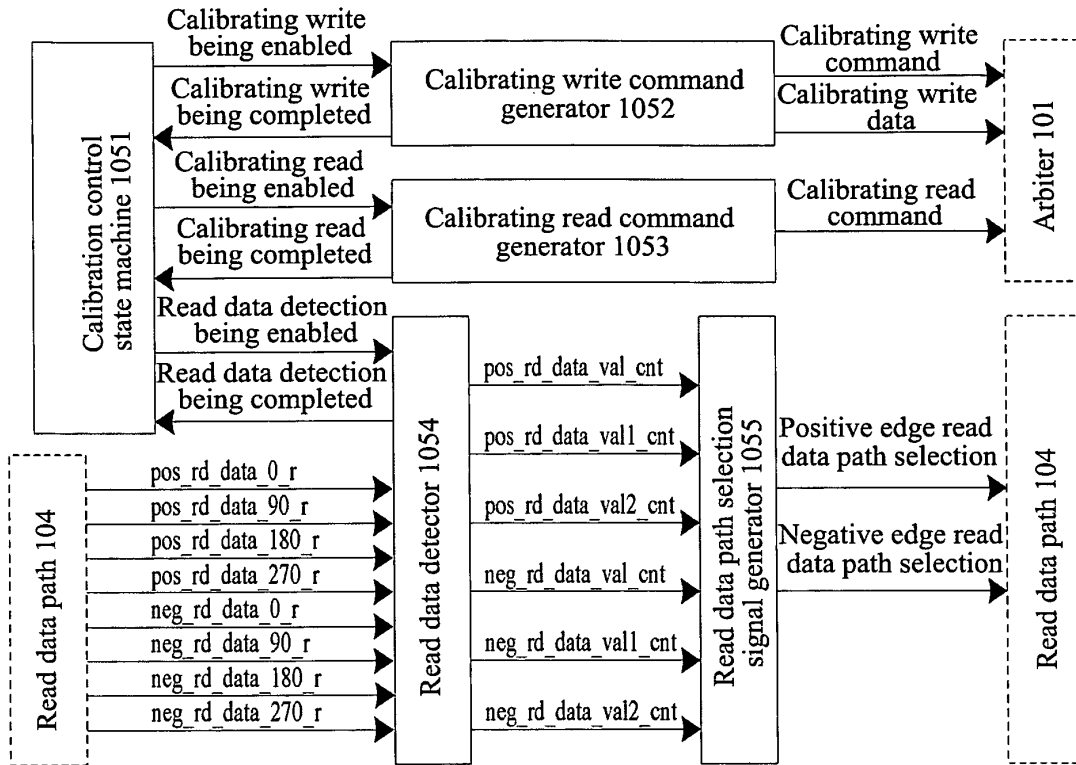 Calibrating write
being enabled
Calibrating write
being completed
Calibrating read
being enabled
Calibrating read
being completed
Read data detection
being enabled
Read data detection
being completed
Calibration control
state machine 1051
Calibrating write command
generator 1052
Calibrating read command
generator 1053
Calibrating write
command
Calibrating write
data
Calibrating read
command
Arbiter 101
Read data path 104
pos_rd_data_0_r
pos_rd_data_90_r
pos_rd_data_180_r
pos_rd_data_270_r
neg_rd_data_0_r
neg_rd_data_90_r
neg_rd_data_180_r
neg_rd_data_270_r
Read data detector 1054
pos_rd_data_val_cnt
pos_rd_data_val1_cnt
pos_rd_data_val2_cnt
neg_rd_data_val_cnt
neg_rd_data_val1_cnt
neg_rd_data_val2_cnt
Read data path selection
signal generator 1055
Positive edge read
data path selection
Negative edge read
data path selection
Read data path 104